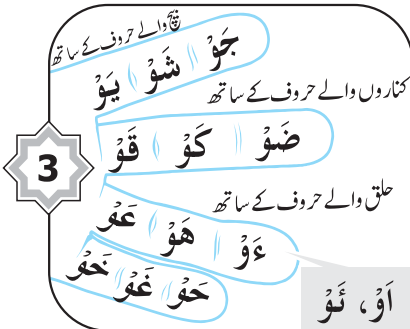 بیچ والے حروف کے ساتھ
جَوْ شَوْ یَوْ
کناروں والے حروف کے ساتھ
ضَوْ کَوْ قَوْ
3
حلق والے حروف کے ساتھ
ءَوْ هَوْ عَوْ
حَوْ غَوْ خَوْ
اَوْ، ئَوْ